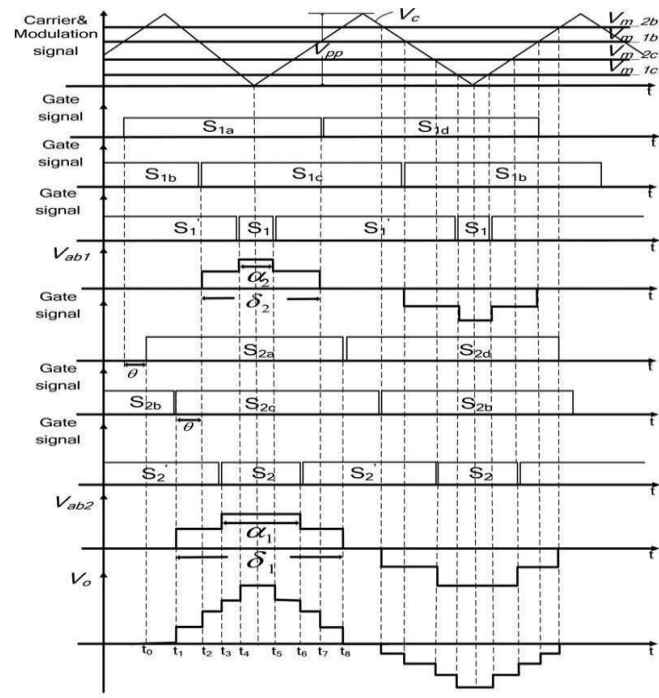 Carrier&
Modulation
signal
V_c
V_pp
V_m_2b
V_m_1b
V_m_2c
V_m_1c
t
Gate
signal
S_1a
S_1d
t
Gate
signal
S_1b
S_1c
S_1b
t
Gate
signal
S_1'
S_1
S_1'
S_1
t
V_ab1
α_2
δ_2
t
Gate
signal
S_2a
S_2d
t
θ
Gate
signal
S_2b
S_2c
S_2b
t
θ
Gate
signal
S_2'
S_2
S_2'
S_2
t
V_ab2
α_1
δ_1
t
V_o
t_0 t_1 t_2 t_3 t_4 t_5 t_6 t_7 t_8
t